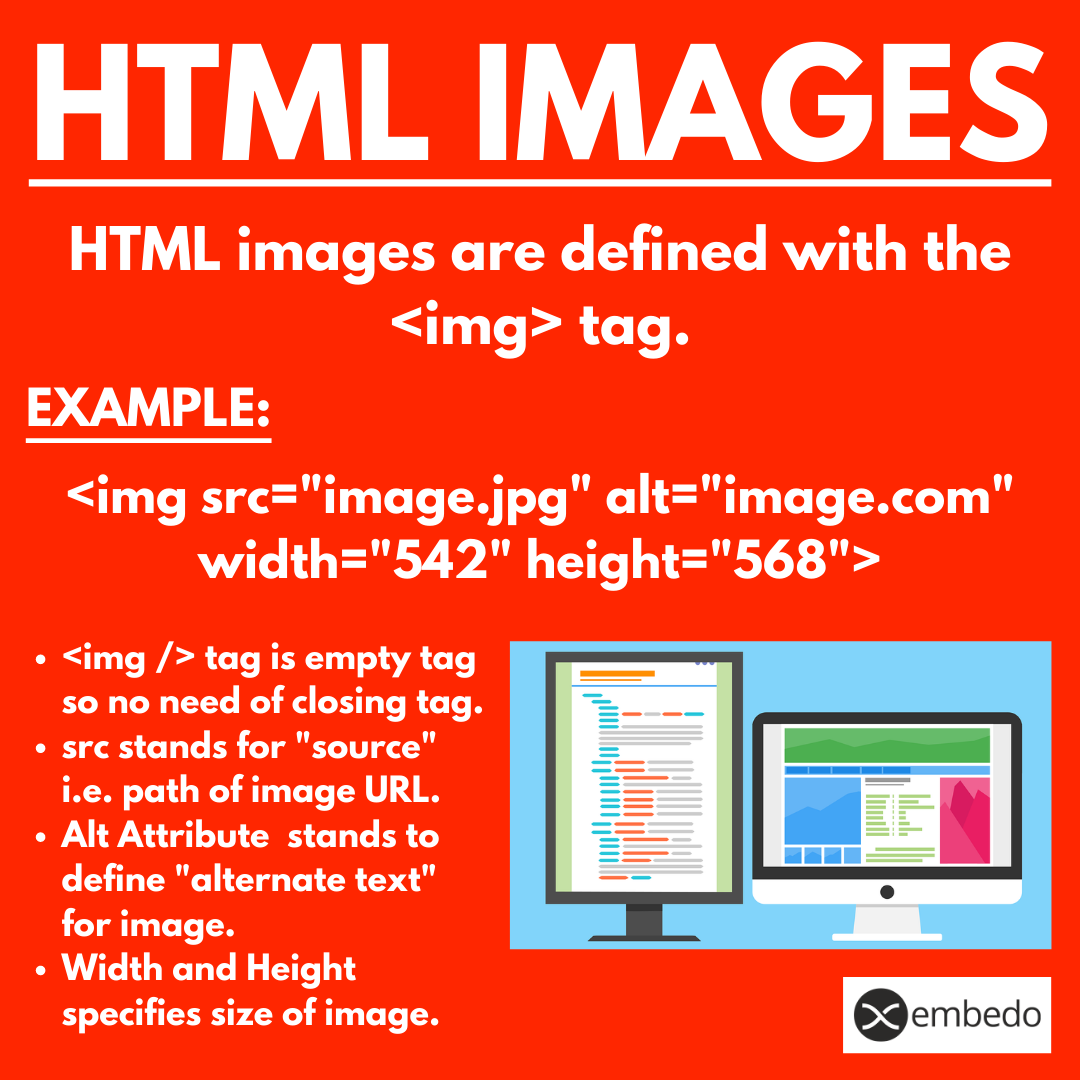 HTML IMAGES
HTML images are defined with the
<img> tag.
EXAMPLE:
<img src="image.jpg" alt="image.com"
width="542" height="568">
• <img /> tag is empty tag
so no need of closing tag.
• src stands for "source"
i.e. path of image URL.
• Alt Attribute  stands to
define "alternate text"
for image.
• Width and Height
specifies size of image.
embedo